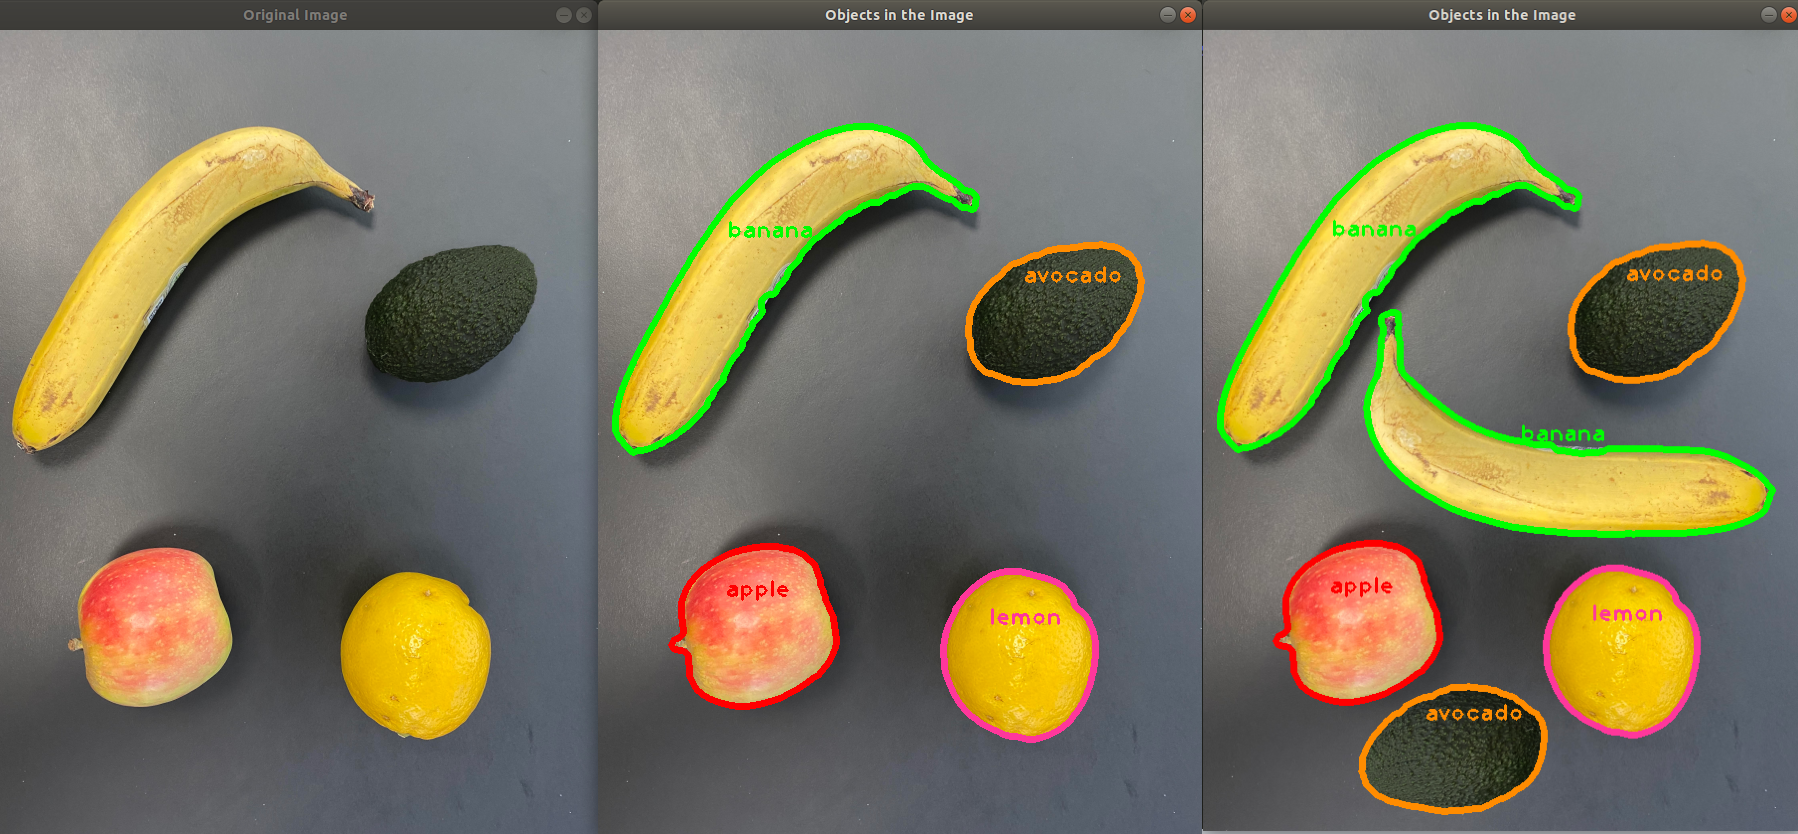 Original Image
Objects in the Image
Objects in the Image
banana
avocado
apple
lemon
banana
avocado
banana
apple
lemon
avocado